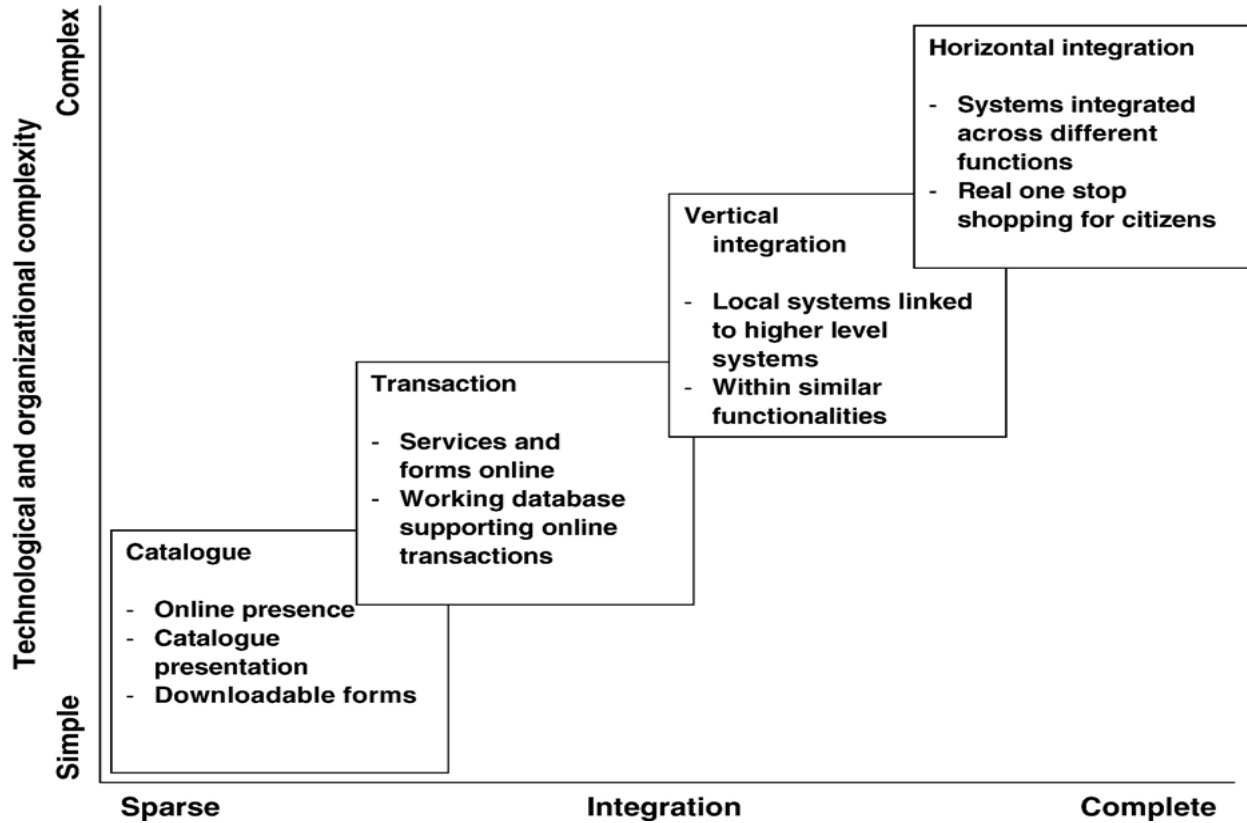 Technological and organizational complexity
Complex
Simple
Horizontal integration
- Systems integrated
across different
functions
- Real one stop
shopping for citizens
Vertical
integration
- Local systems linked
to higher level
systems
- Within similar
functionalities
Transaction
- Services and
forms online
- Working database
supporting online
transactions
Catalogue
- Online presence
- Catalogue
presentation
- Downloadable forms
Sparse
Integration
Complete